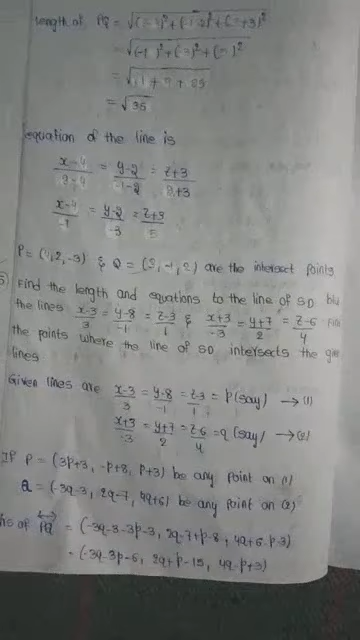 Length of PQ = √(3-4)² + (-1-2)² + (2+3)²
= √(-1)² + (-3)² + ( )²
= √1 + 9 + 25
= √35
equation of the line is
x-4/3-4 = y-2/-1-2 = z+3/2+3
x-4/-1 = y-2/-3 = z+3/5
P = (4, 2, -3) & Q = (3, -1, 2) are the intersect points
Find the length and equations to the line of SD b/w
the lines x-3/3 = y-8/-1 = z-3/1 & x+3/-3 = y+7/2 = z-6/4
the points where the line of SD intersects the
lines.
Given lines are x-3/3 = y-8/-1 = z-3/1 = P(say) → (1)
x+3/-3 = y+7/2 = z-6/4 = q(say) → (2)
If P = (3p+3, -p+8, p+3) be any point on (1)
Q = (-3q-3, 2q-7, 4q+6) be any point on (2)
of PQ = (-3q-3-3p-3, 2q-7+p-8, 4q+6-p-3)
= (-3q-3p-6, 2q+p-15, 4q-p+3)